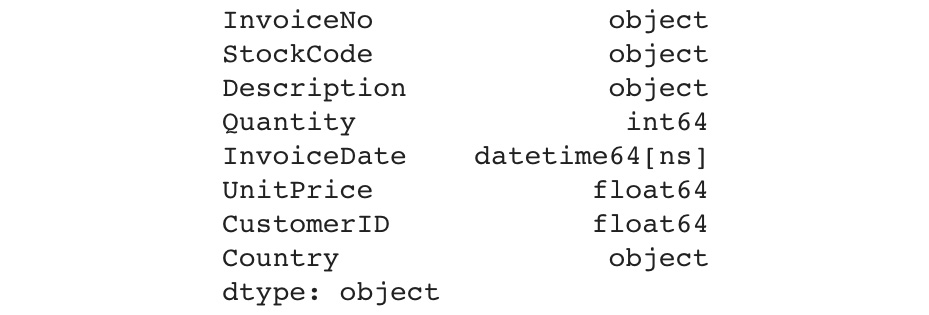 InvoiceNo object
StockCode object
Description object
Quantity int64
InvoiceDate datetime64[ns]
UnitPrice float64
CustomerID float64
Country object
dtype: object